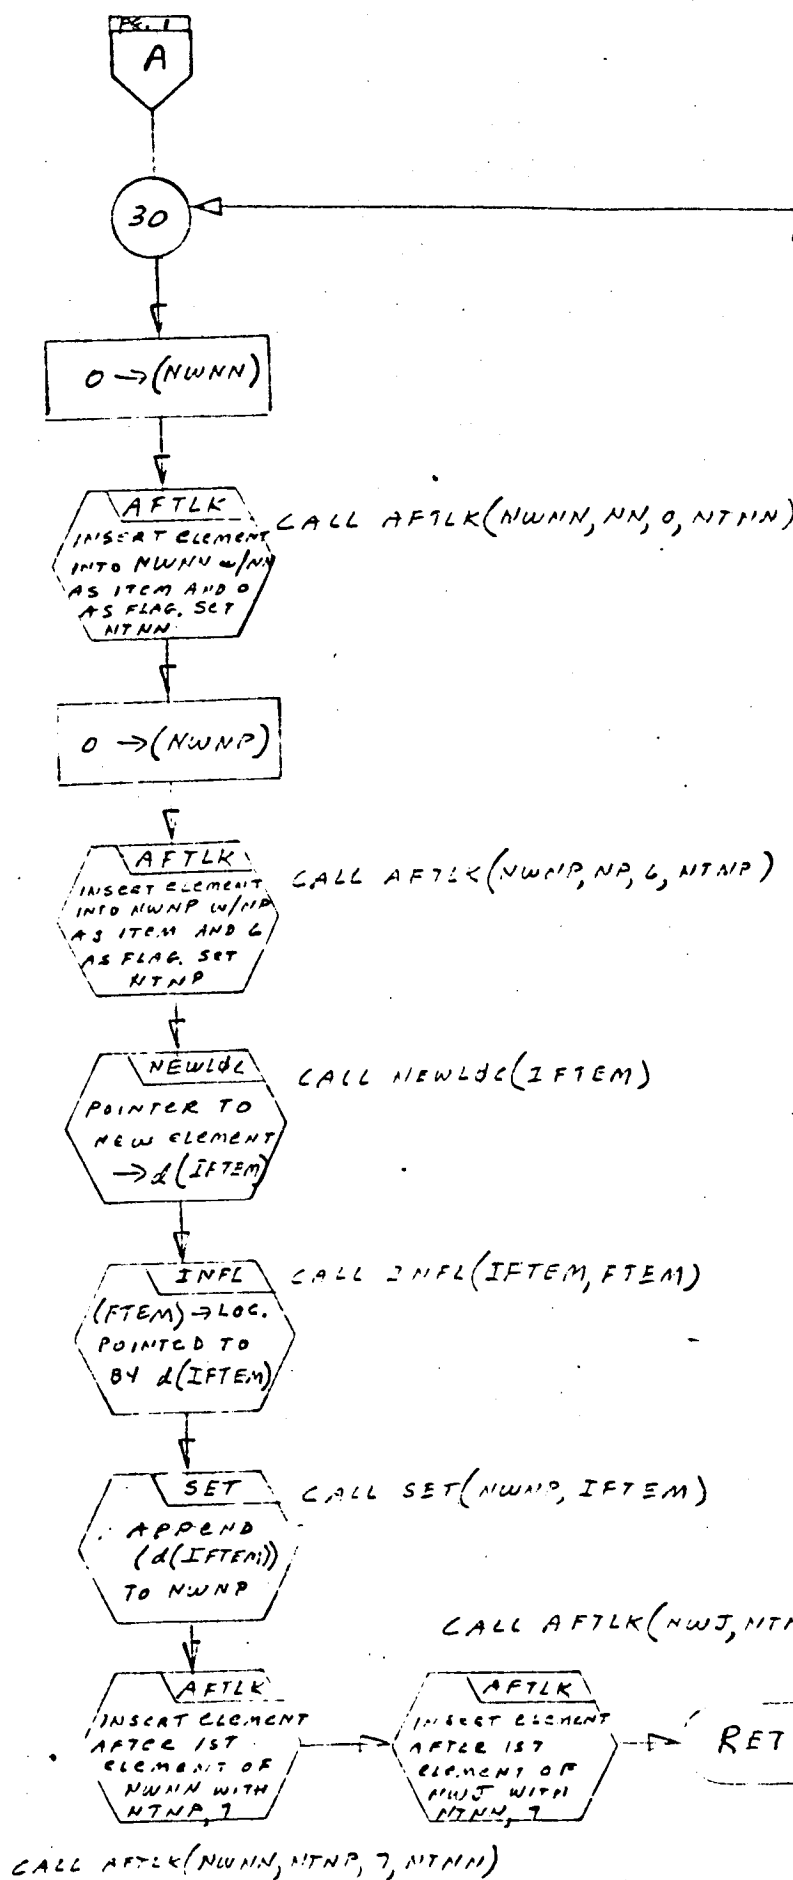 PG. 1
A
30
0 → (NWNN)
AFTLK
INSERT ELEMENT
INTO NWNN w/NN
AS ITEM AND 0
AS FLAG. SET
NTNN
CALL AFTLK(NWNN, NN, 0, NTNN)
0 → (NWNP)
AFTLK
INSERT ELEMENT
INTO NWNP w/NP
AS ITEM AND 6
AS FLAG. SET
NTNP
CALL AFTLK(NWNP, NP, 6, NTNP)
NEWLØC
POINTER TO
NEW ELEMENT
→ d(IFTEM)
CALL NEWLØC(IFTEM)
INFL
(FTEM) → LOC.
POINTED TO
BY d(IFTEM)
CALL INFL(IFTEM, FTEM)
SET
APPEND
(d(IFTEM))
TO NWNP
CALL SET(NWNP, IFTEM)
CALL AFTLK(NWJ, NTN
AFTLK
INSERT ELEMENT
AFTER 1ST
ELEMENT OF
NWNN WITH
NTNP, 7
AFTLK
INSERT ELEMENT
AFTER 1ST
ELEMENT OF
NWJ WITH
NTNN, 7
RET
CALL AFTLK(NWNN, NTNP, 7, NTNN)